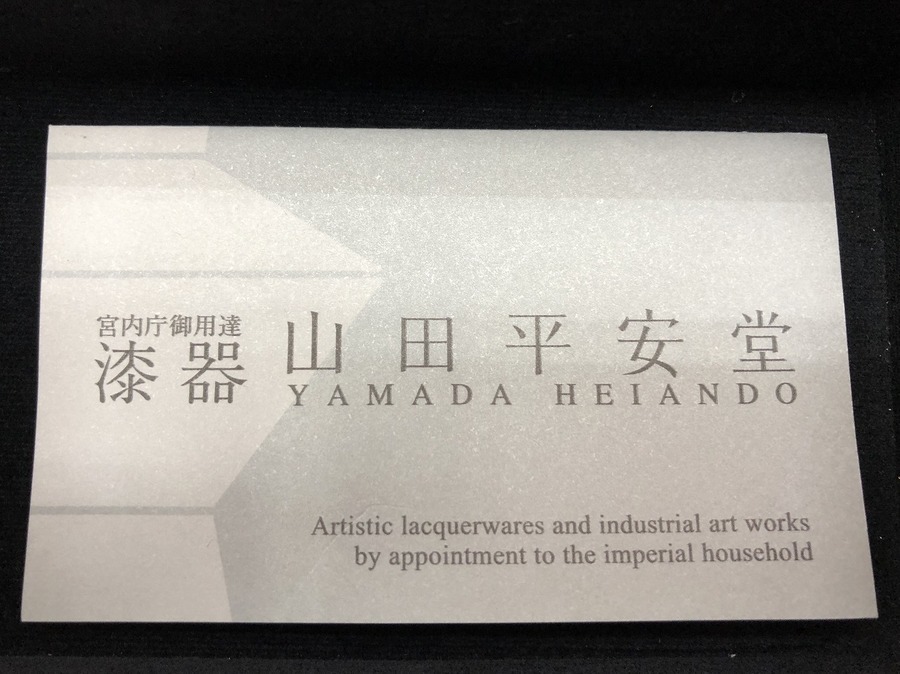 宮内庁御用達
漆器 山田平安堂
YAMADA HEIANDO
Artistic lacquerwares and industrial art works
by appointment to the imperial household